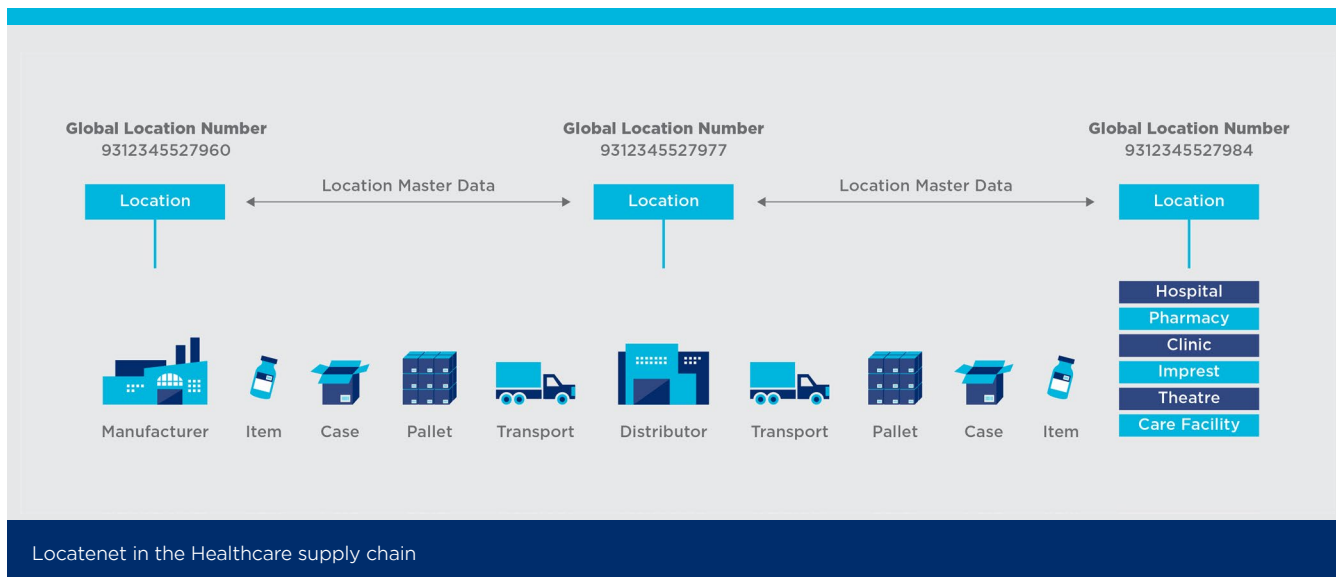 Global Location Number
9312345527960
Global Location Number
9312345527977
Global Location Number
9312345527984
Location
Location Master Data
Location
Location Master Data
Location
Hospital
Pharmacy
Clinic
Imprest
Theatre
Care Facility
Manufacturer
Item
Case
Pallet
Transport
Distributor
Transport
Pallet
Case
Item
Locatenet in the Healthcare supply chain